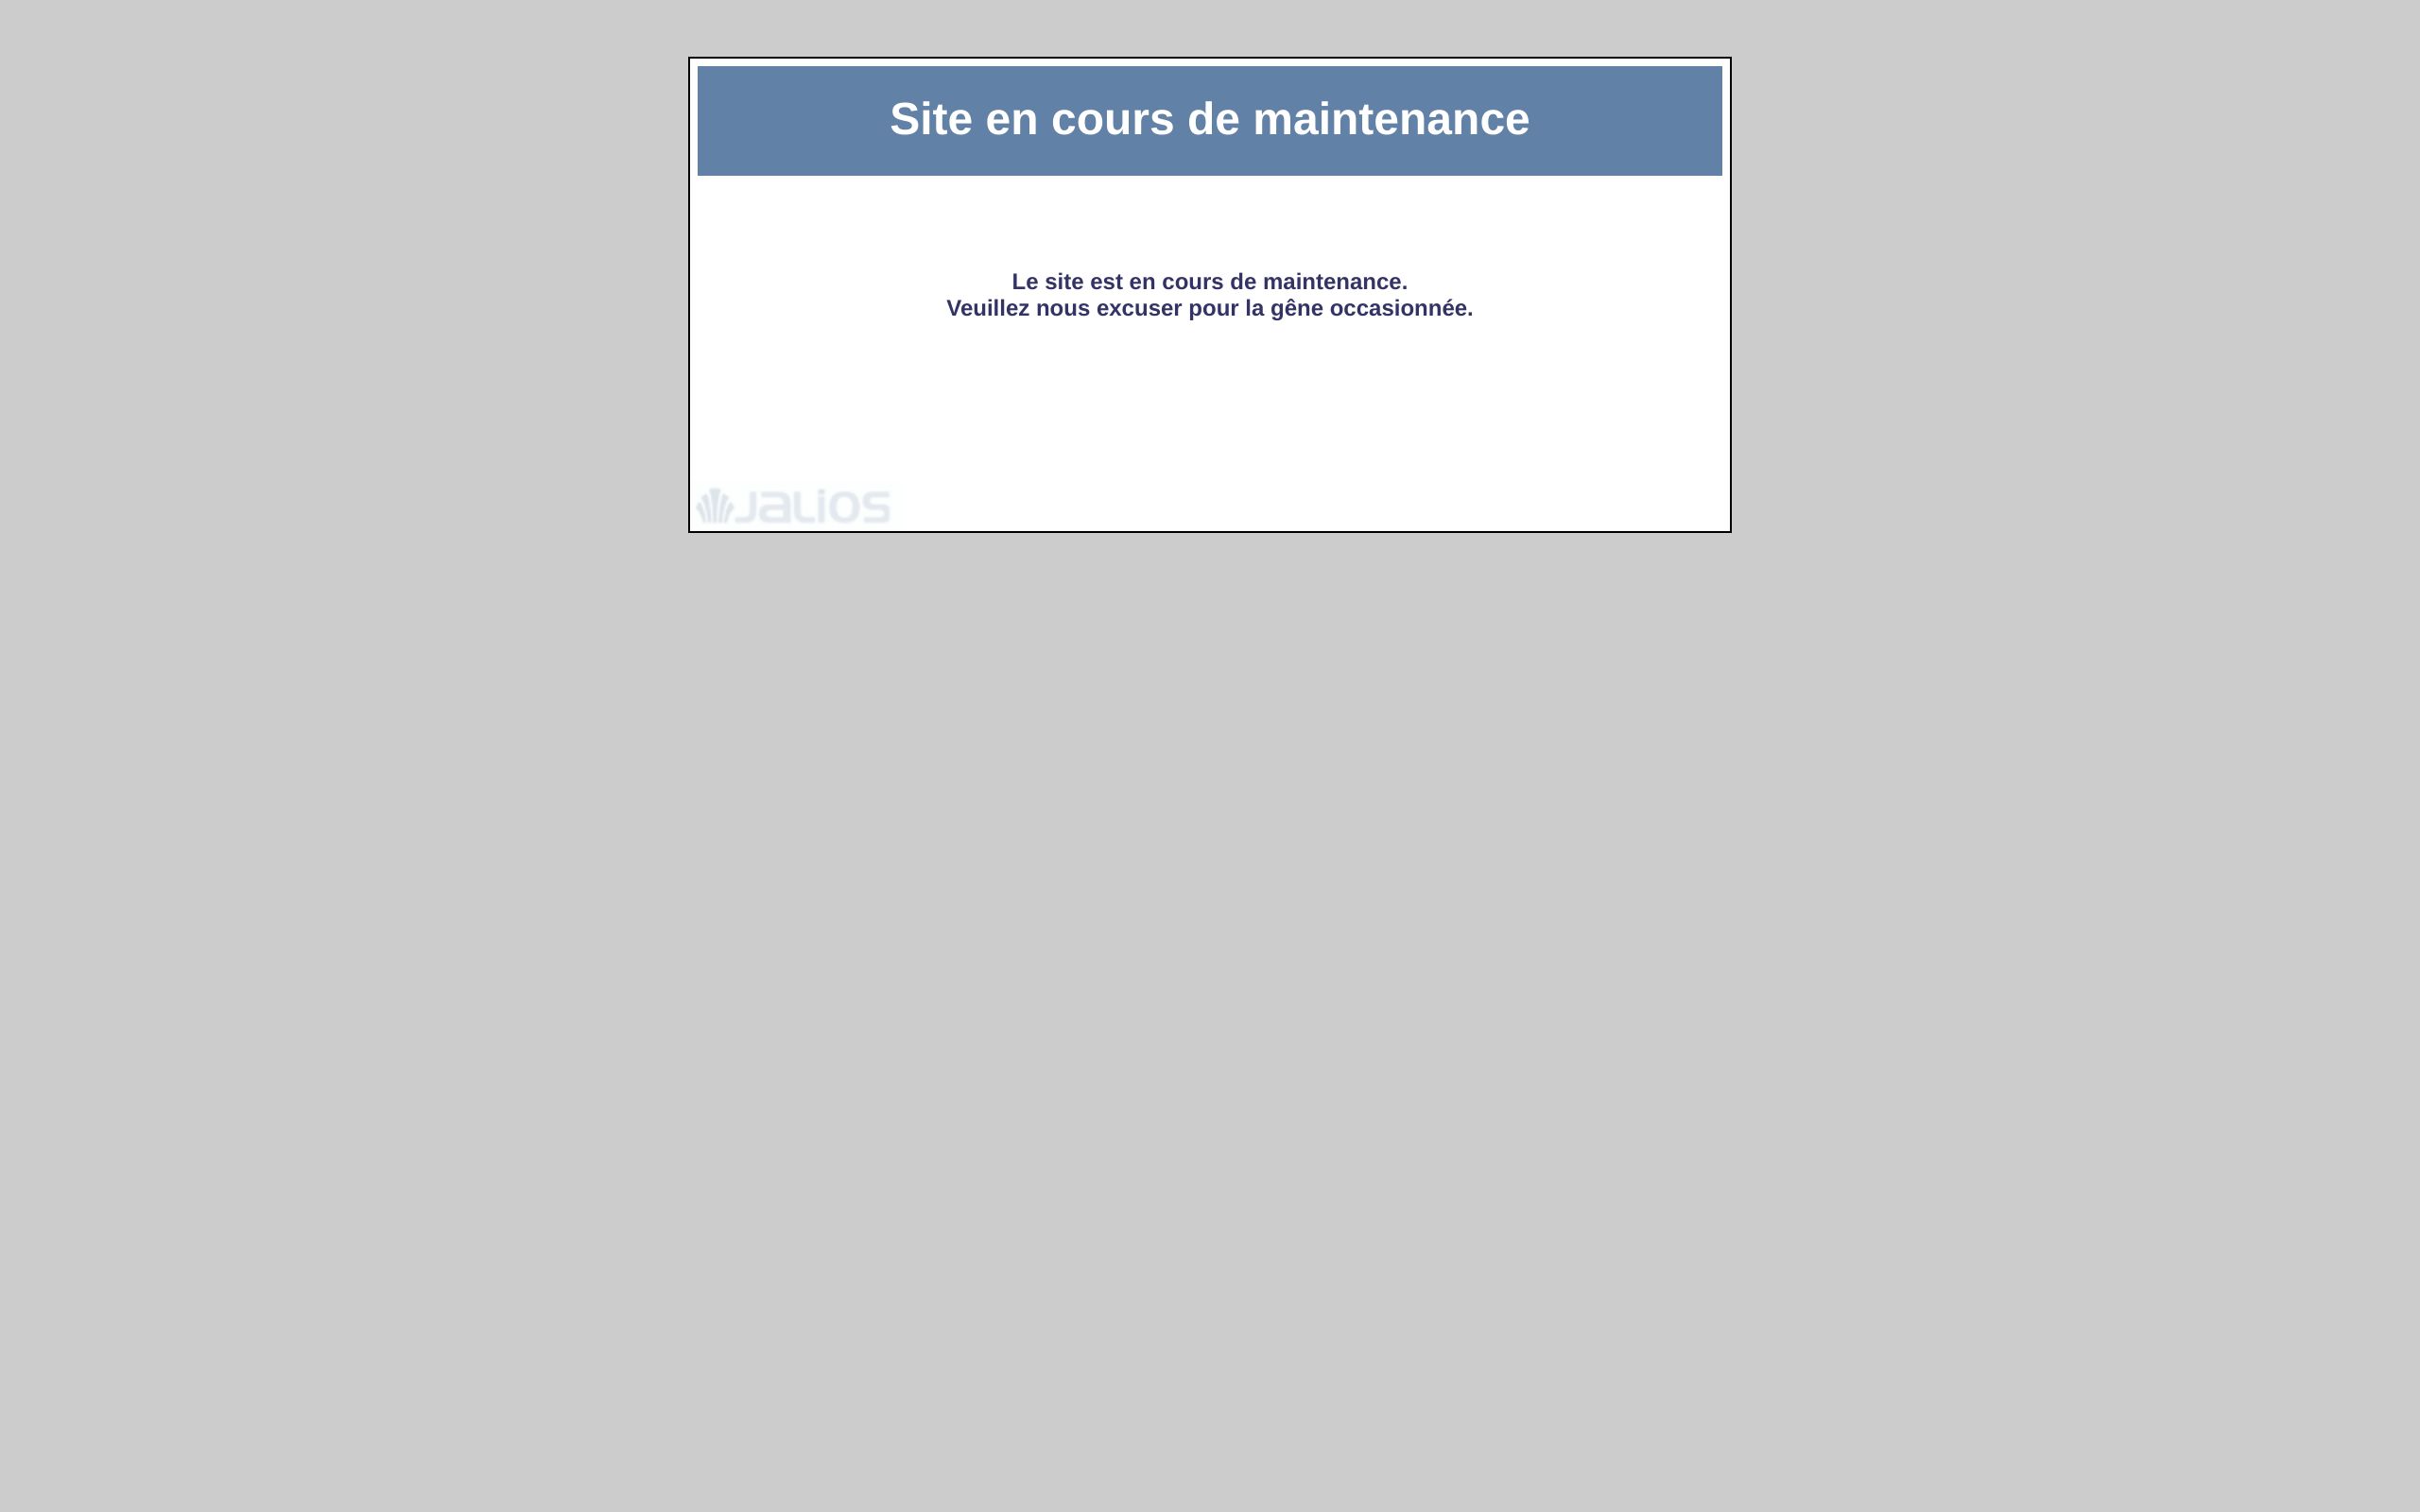 Site en cours de maintenance
Le site est en cours de maintenance.
Veuillez nous excuser pour la gêne occasionnée.
JALIOS